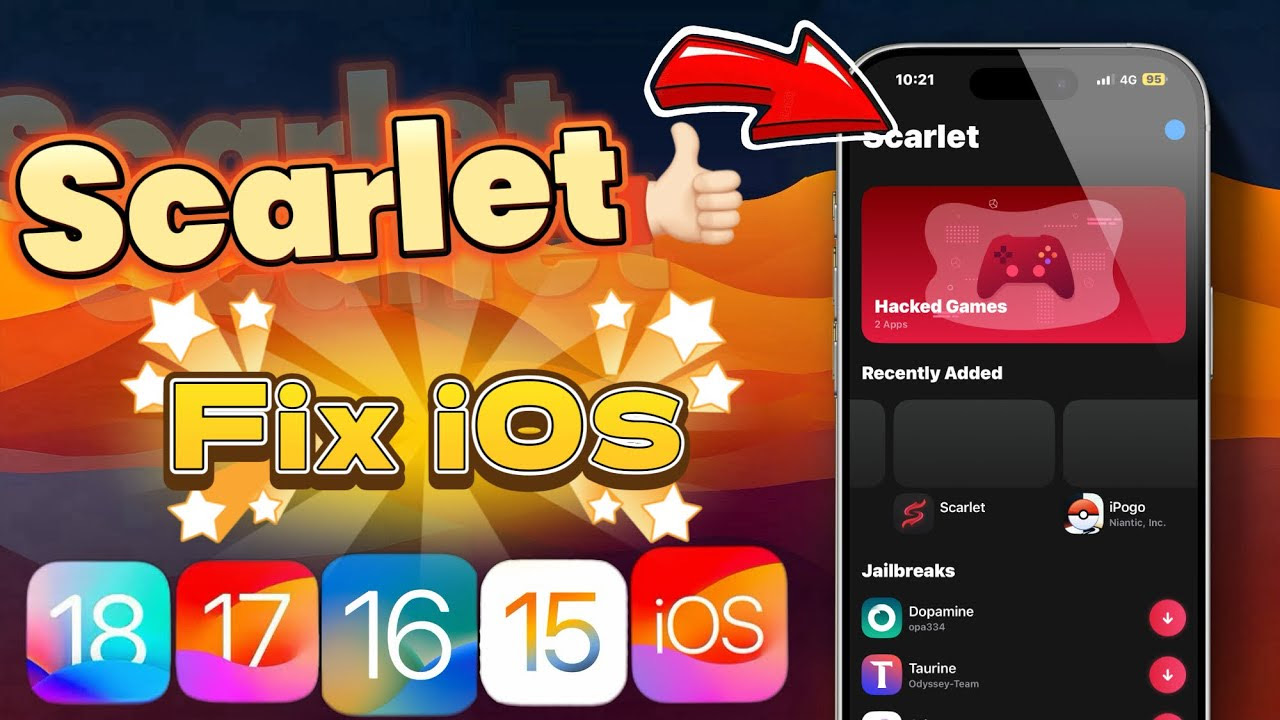 Scarlet
Fix iOs
18
17
16
15
iOS
10:21
4G
95
Scarlet
Hacked Games
2 Apps
Recently Added
Scarlet
iPogo
Niantic, Inc.
Jailbreaks
Dopamine
opa334
Taurine
Odyssey-Team